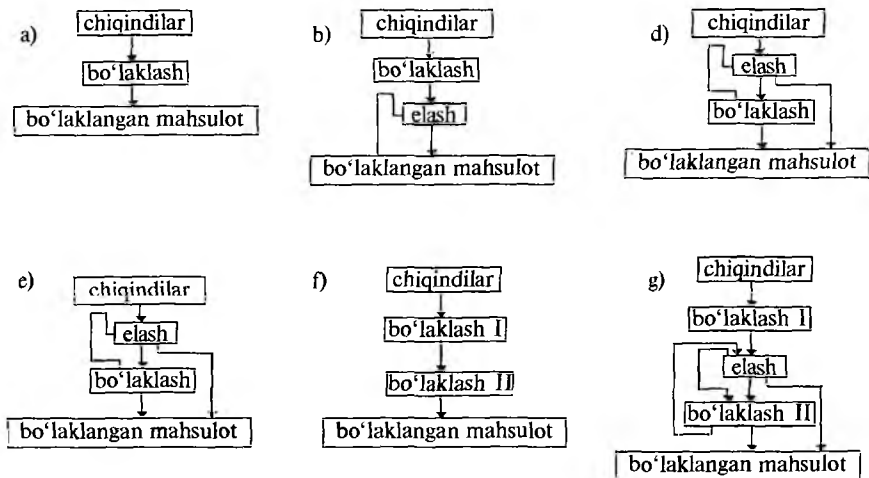 a)
chiqindilar
bo‘laklash
bo‘laklangan mahsulot
b)
chiqindilar
bo‘laklash
elash
bo‘laklangan mahsulot
d)
chiqindilar
elash
bo‘laklash
bo‘laklangan mahsulot
e)
chiqindilar
elash
bo‘laklash
bo‘laklangan mahsulot
f)
chiqindilar
bo‘laklash I
bo‘laklash II
bo‘laklangan mahsulot
g)
chiqindilar
bo‘laklash I
elash
bo‘laklash II
bo‘laklangan mahsulot